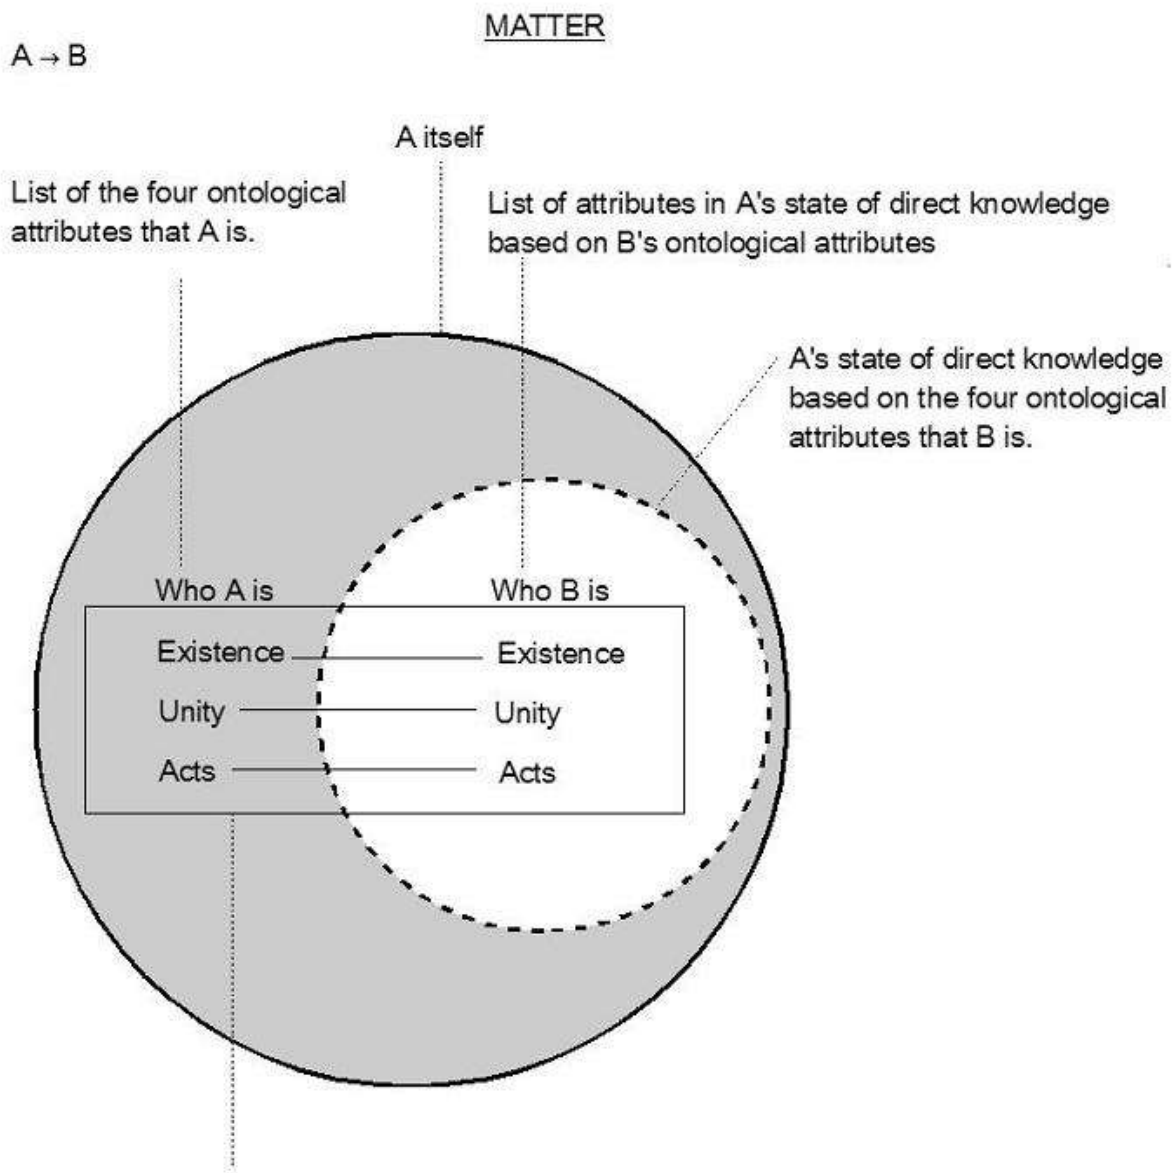 MATTER
A → B
A itself
List of the four ontological
attributes that A is.
List of attributes in A's state of direct knowledge
based on B's ontological attributes
A's state of direct knowledge
based on the four ontological
attributes that B is.
Who A is
Who B is
Existence
Existence
Unity
Unity
Acts
Acts